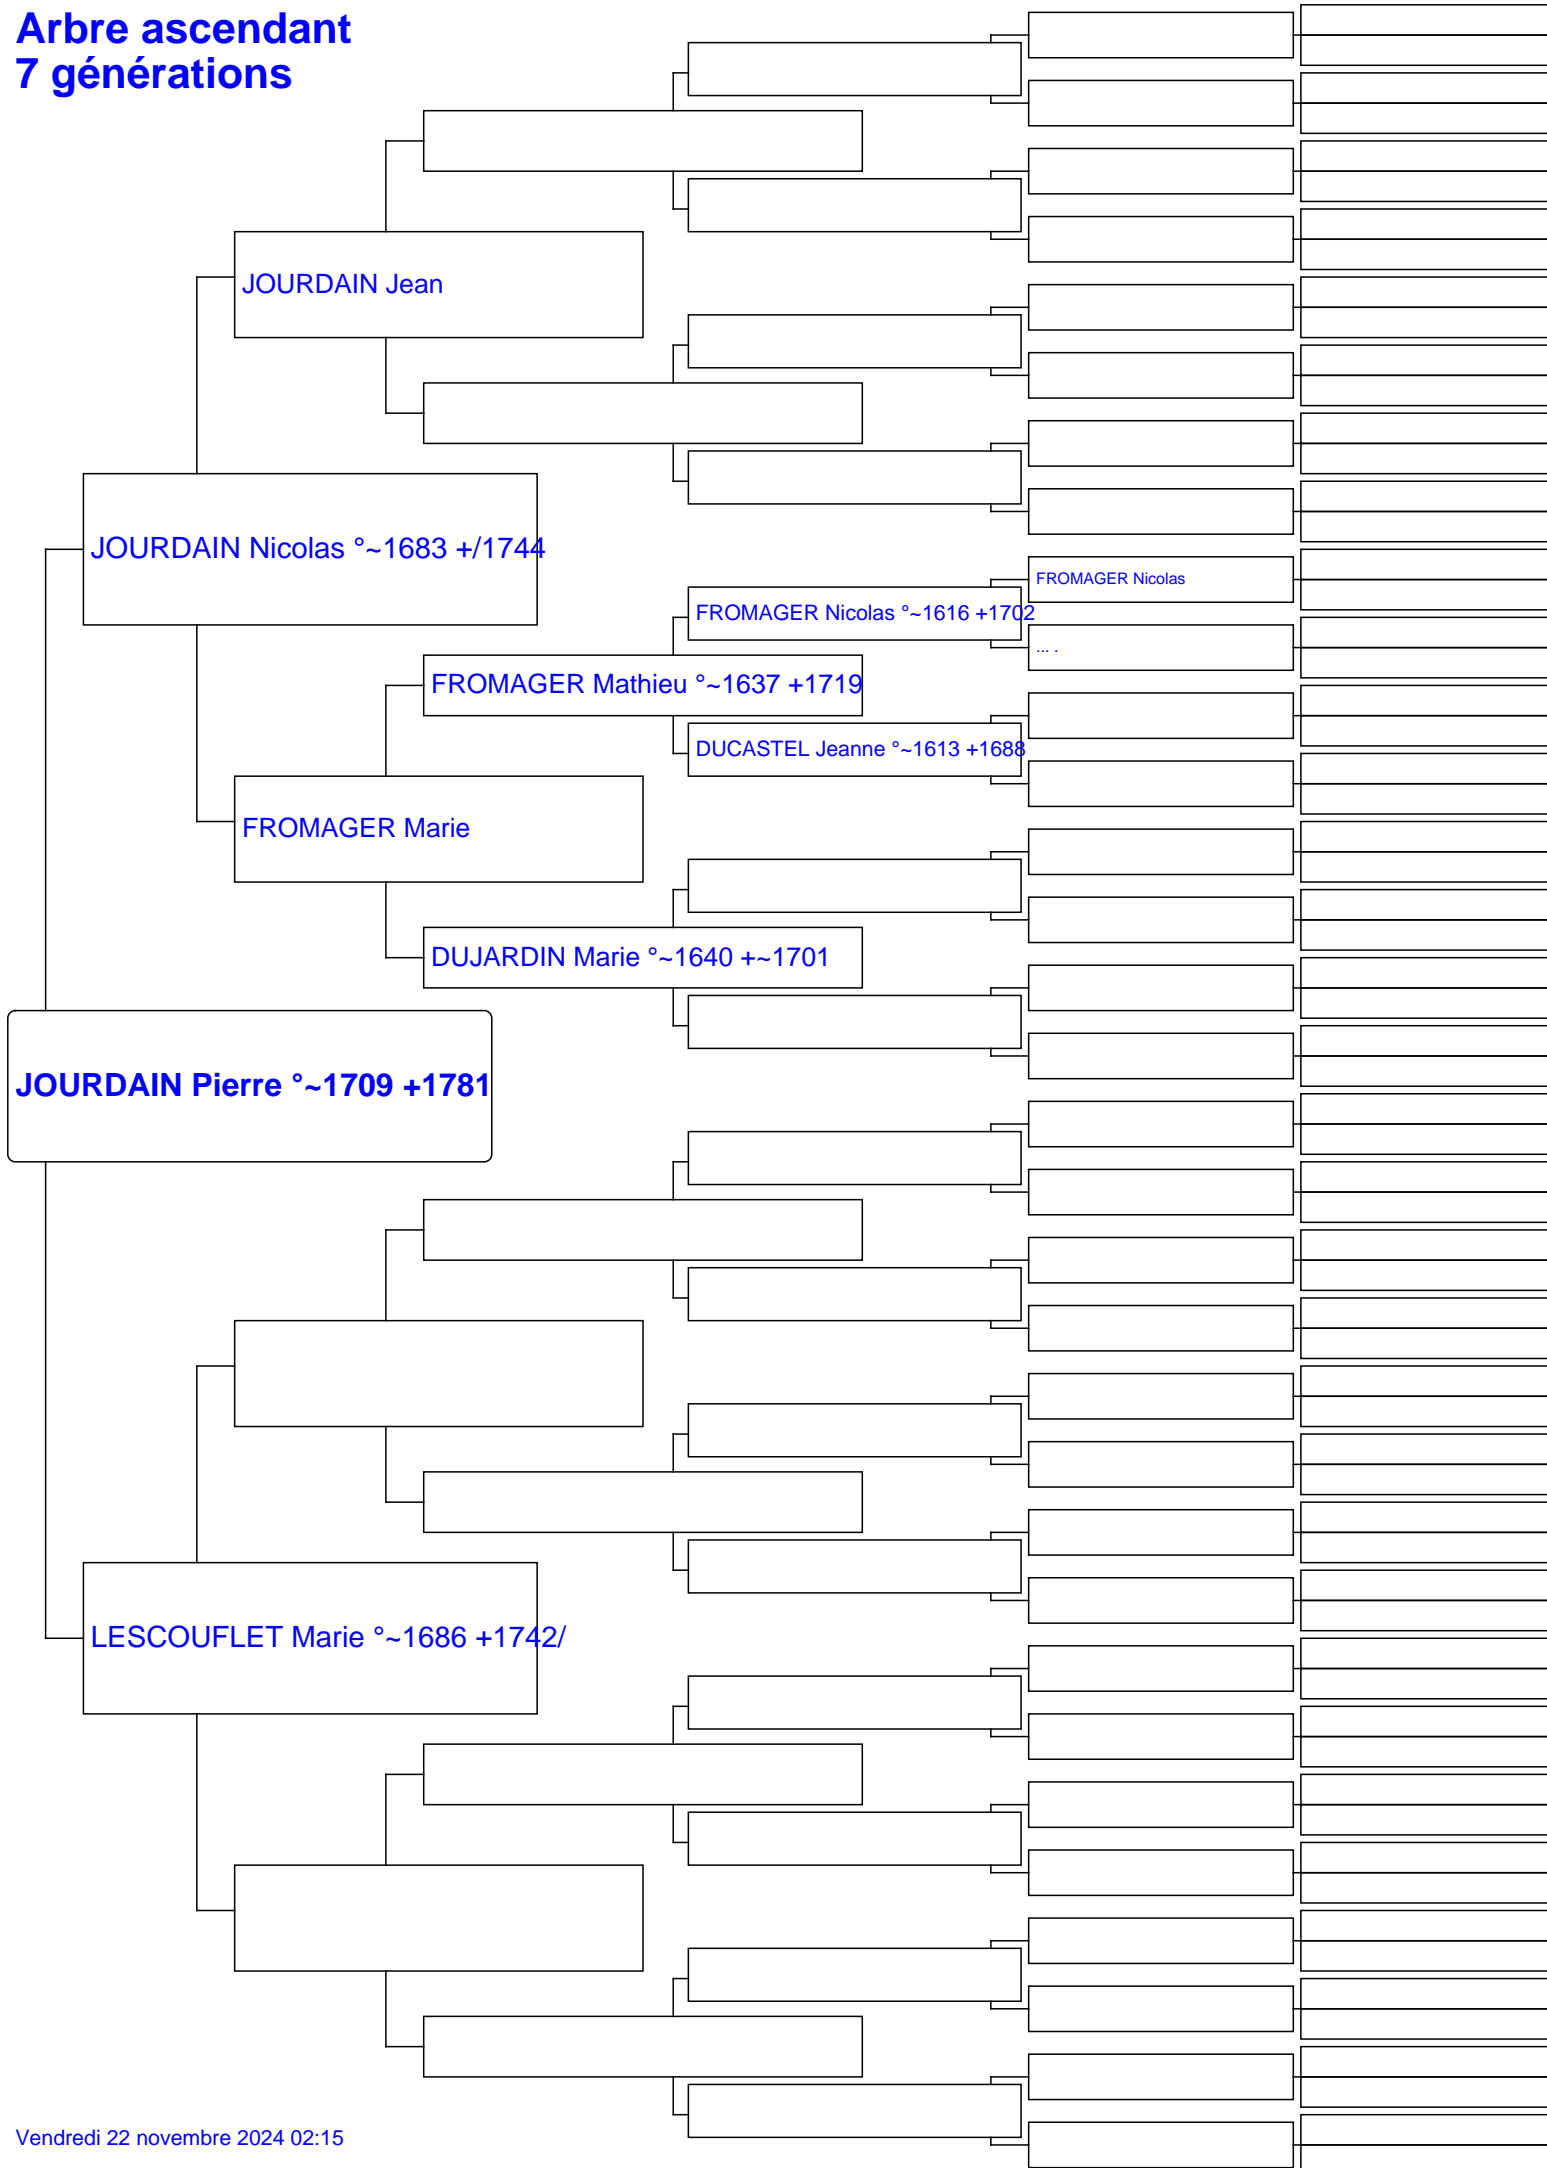 Arbre ascendant
7 générations
JOURDAIN Jean
JOURDAIN Nicolas °~1683 +/1744
FROMAGER Nicolas
FROMAGER Nicolas °~1616 +1702
... .
FROMAGER Mathieu °~1637 +1719
DUCASTEL Jeanne °~1613 +1688
FROMAGER Marie
DUJARDIN Marie °~1640 +~1701
JOURDAIN Pierre °~1709 +1781
LESCOUFLET Marie °~1686 +1742/
Vendredi 22 novembre 2024 02:15